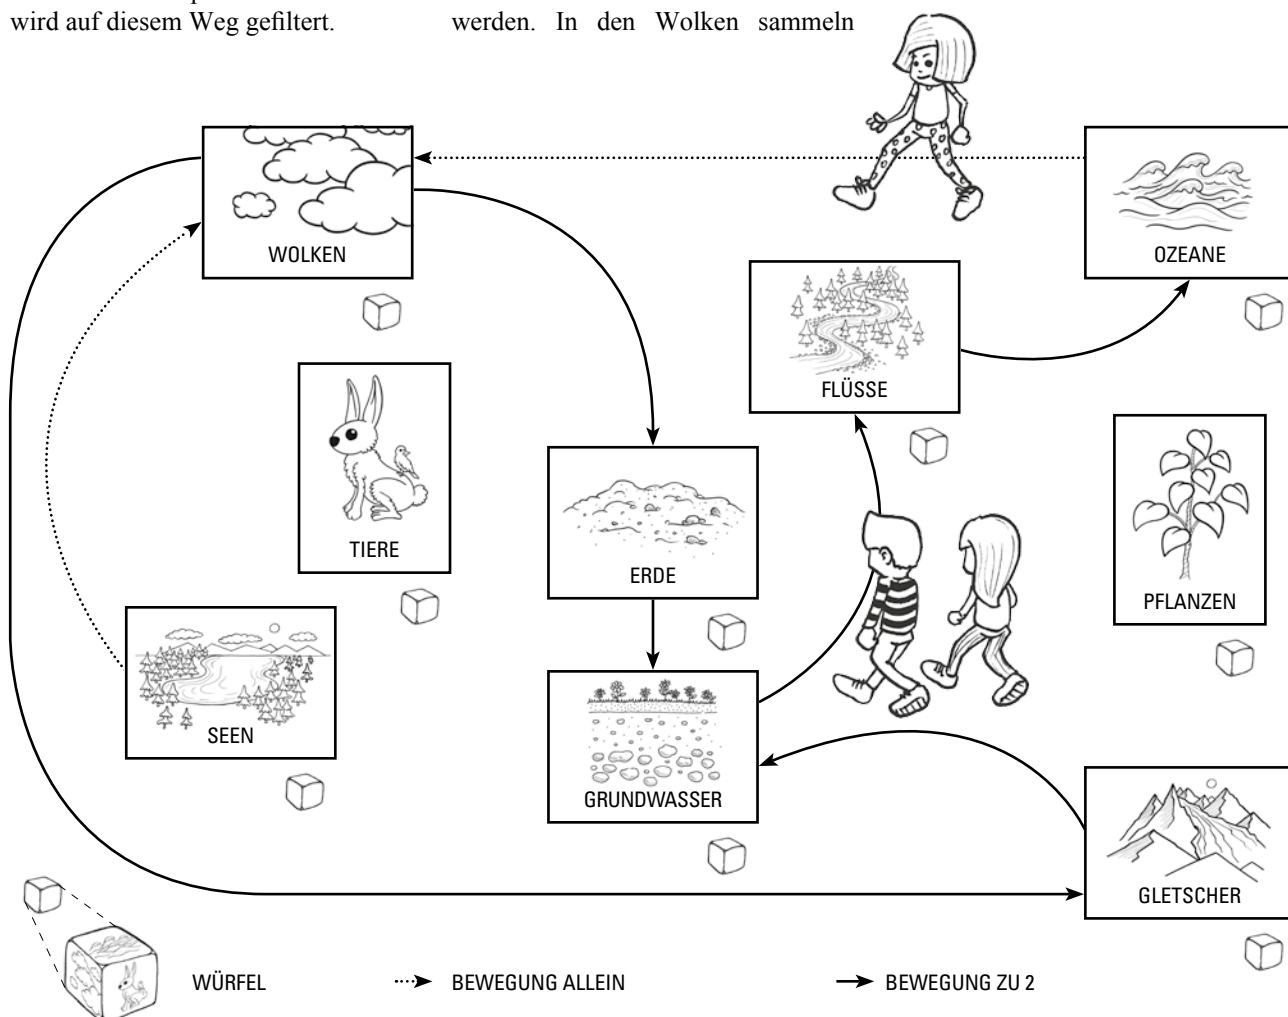 wird auf diesem Weg gefiltert.
werden. In den Wolken sammeln
WOLKEN
OZEANE
FLÜSSE
TIERE
ERDE
PFLANZEN
SEEN
GRUNDWASSER
GLETSCHER
WÜRFEL
BEWEGUNG ALLEIN
BEWEGUNG ZU 2